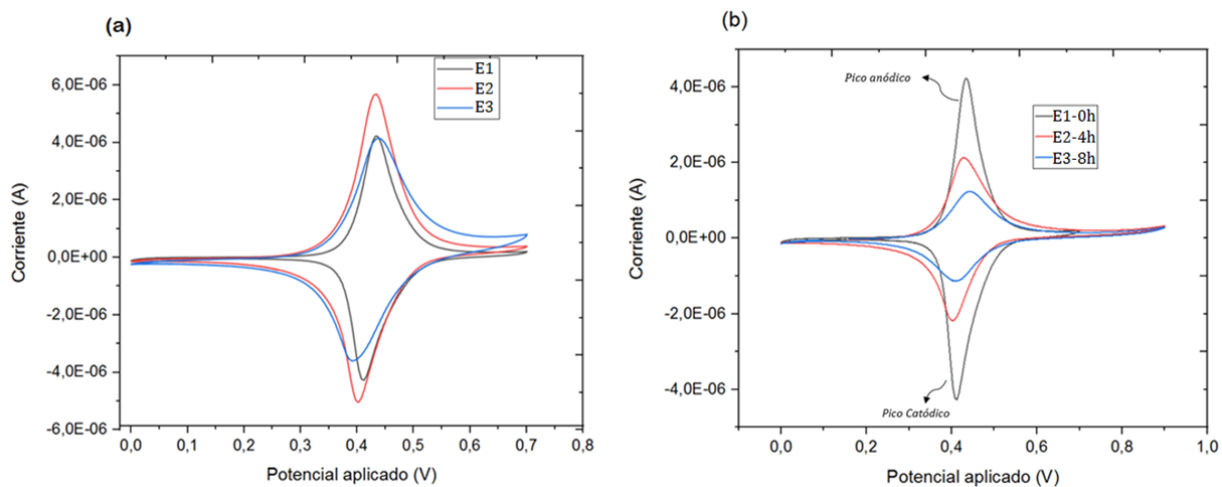 (a)
E1
E2
E3
6,0E-06
4,0E-06
2,0E-06
0,0E+00
-2,0E-06
-4,0E-06
-6,0E-06
Corriente (A)
0,0 0,1 0,2 0,3 0,4 0,5 0,6 0,7 0,8
Potencial aplicado (V)
(b)
Pico anódico
E1-0h
E2-4h
E3-8h
4,0E-06
2,0E-06
0,0E+00
-2,0E-06
-4,0E-06
Corriente (A)
Pico Catódico
0,0 0,2 0,4 0,6 0,8 1,0
Potencial aplicado (V)